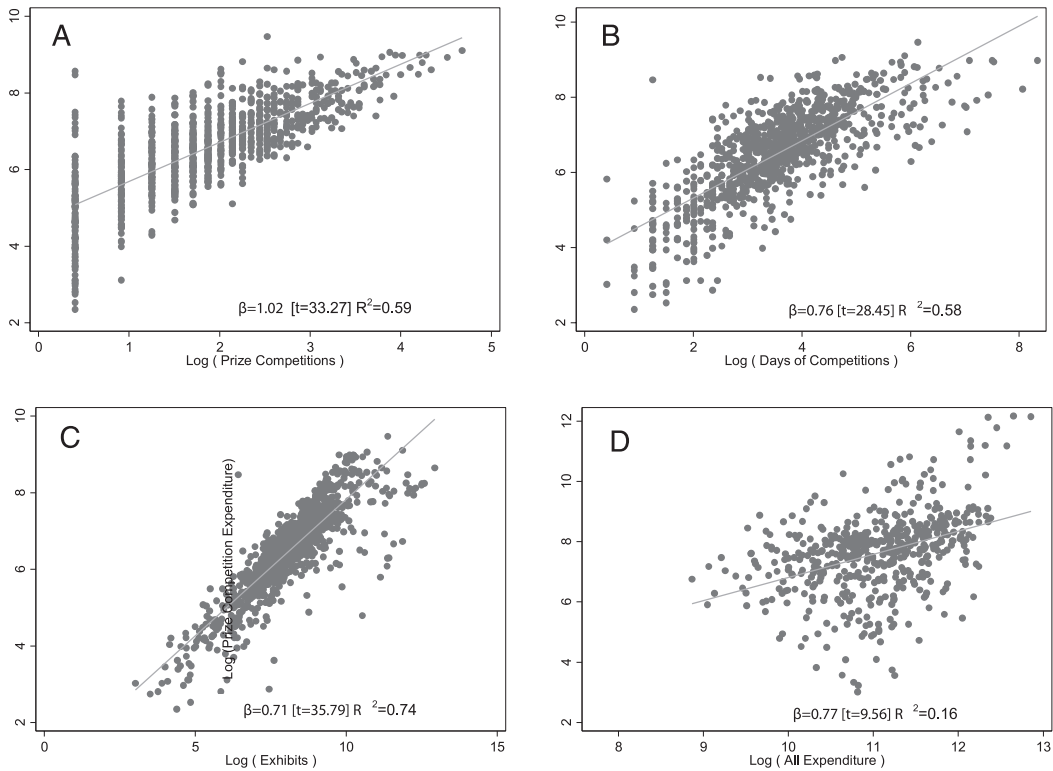 A
10
8
6
4
2
β=1.02 [t=33.27] R²=0.59
0 1 2 3 4 5
Log ( Prize Competitions )
B
10
8
6
4
2
β=0.76 [t=28.45] R ²=0.58
0 2 4 6 8
Log ( Days of Competitions )
C
10
8
6
4
2
Log (Prize Competition Expenditure)
β=0.71 [t=35.79] R ²=0.74
0 5 10 15
Log ( Exhibits )
D
12
10
8
6
4
2
β=0.77 [t=9.56] R ²=0.16
8 9 10 11 12 13
Log ( All Expenditure )